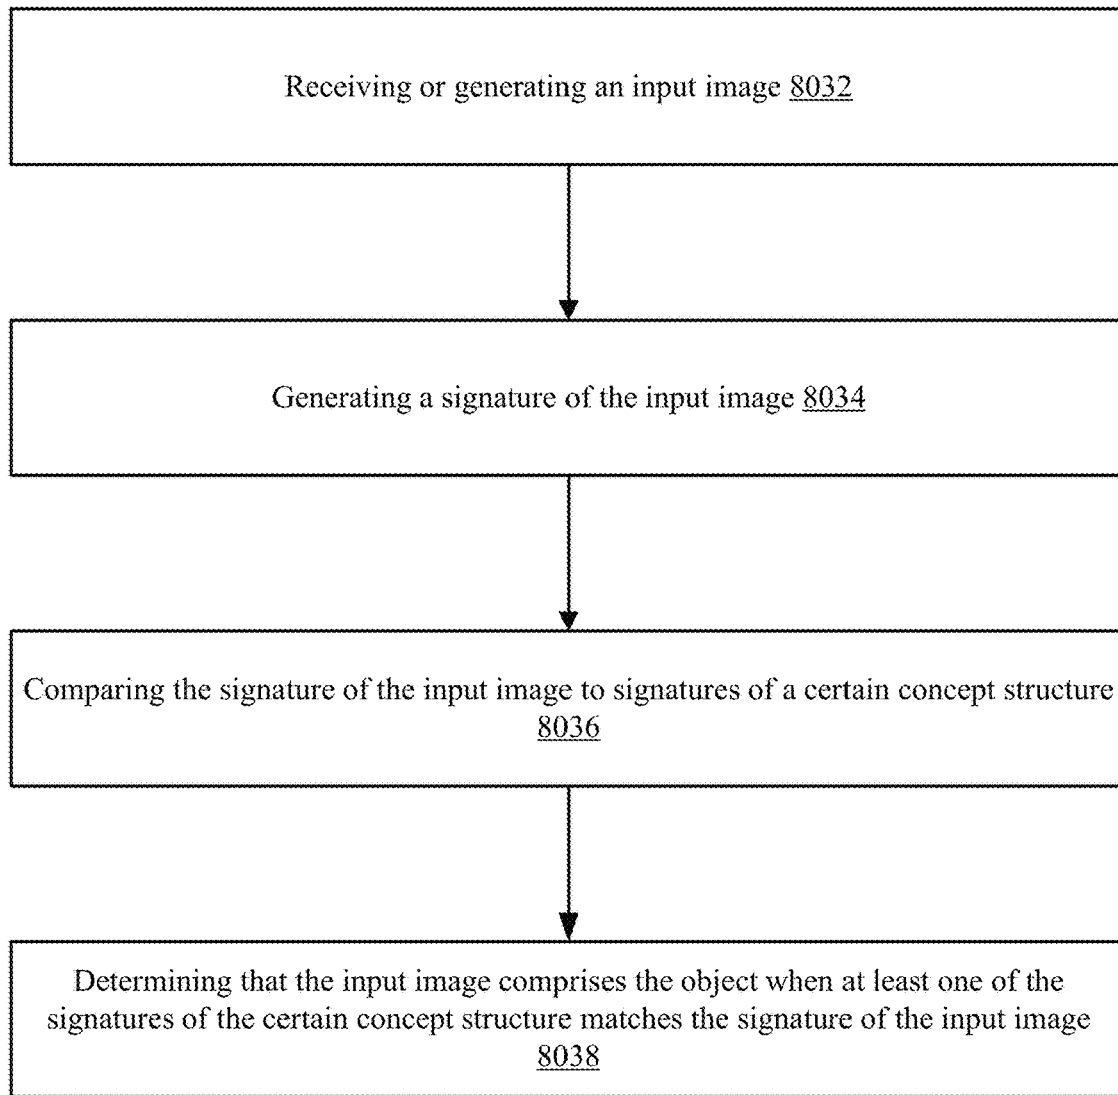 Receiving or generating an input image 8032
Generating a signature of the input image 8034
Comparing the signature of the input image to signatures of a certain concept structure
8036
Determining that the input image comprises the object when at least one of the
signatures of the certain concept structure matches the signature of the input image
8038